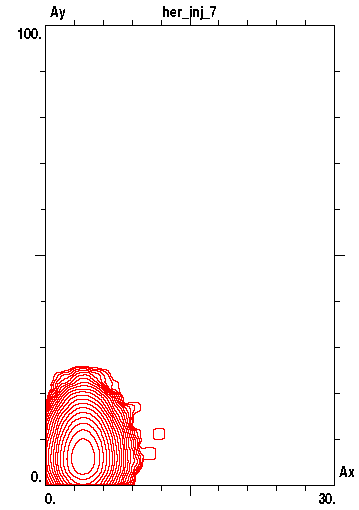 Ay her_inj_7
100.
0.
Ax
0. 30.